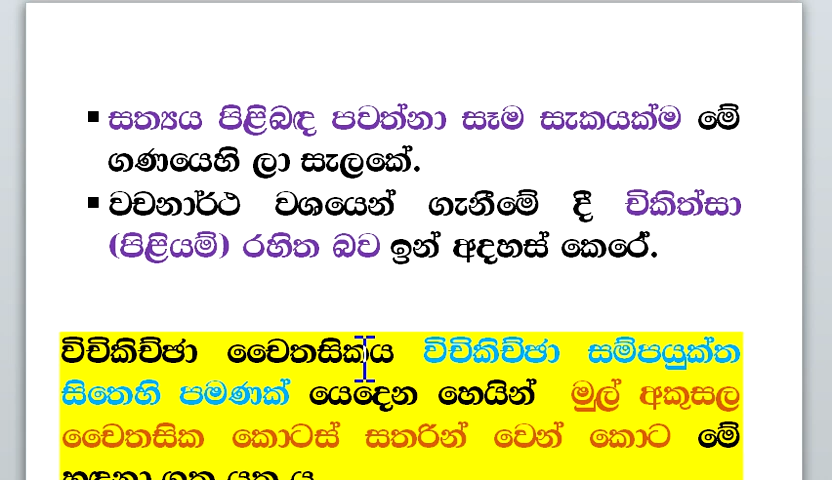 ▪ සත්‍යය පිළිබඳ පවත්නා සෑම සැකයක්ම මේ
ගණයෙහි ලා සැලකේ.
▪ වචනාර්ථ වශයෙන් ගැනීමේ දී චිකිත්සා
(පිළියම්) රහිත බව ඉන් අදහස් කෙරේ.
විචිකිච්ඡා චෛතසිකය විචිකිච්ඡා සම්පයුක්ත
සිතෙහි පමණක් යෙදෙන හෙයින් මුල් අකුසල
චෛතසික කොටස් සතරින් වෙන් කොට මේ